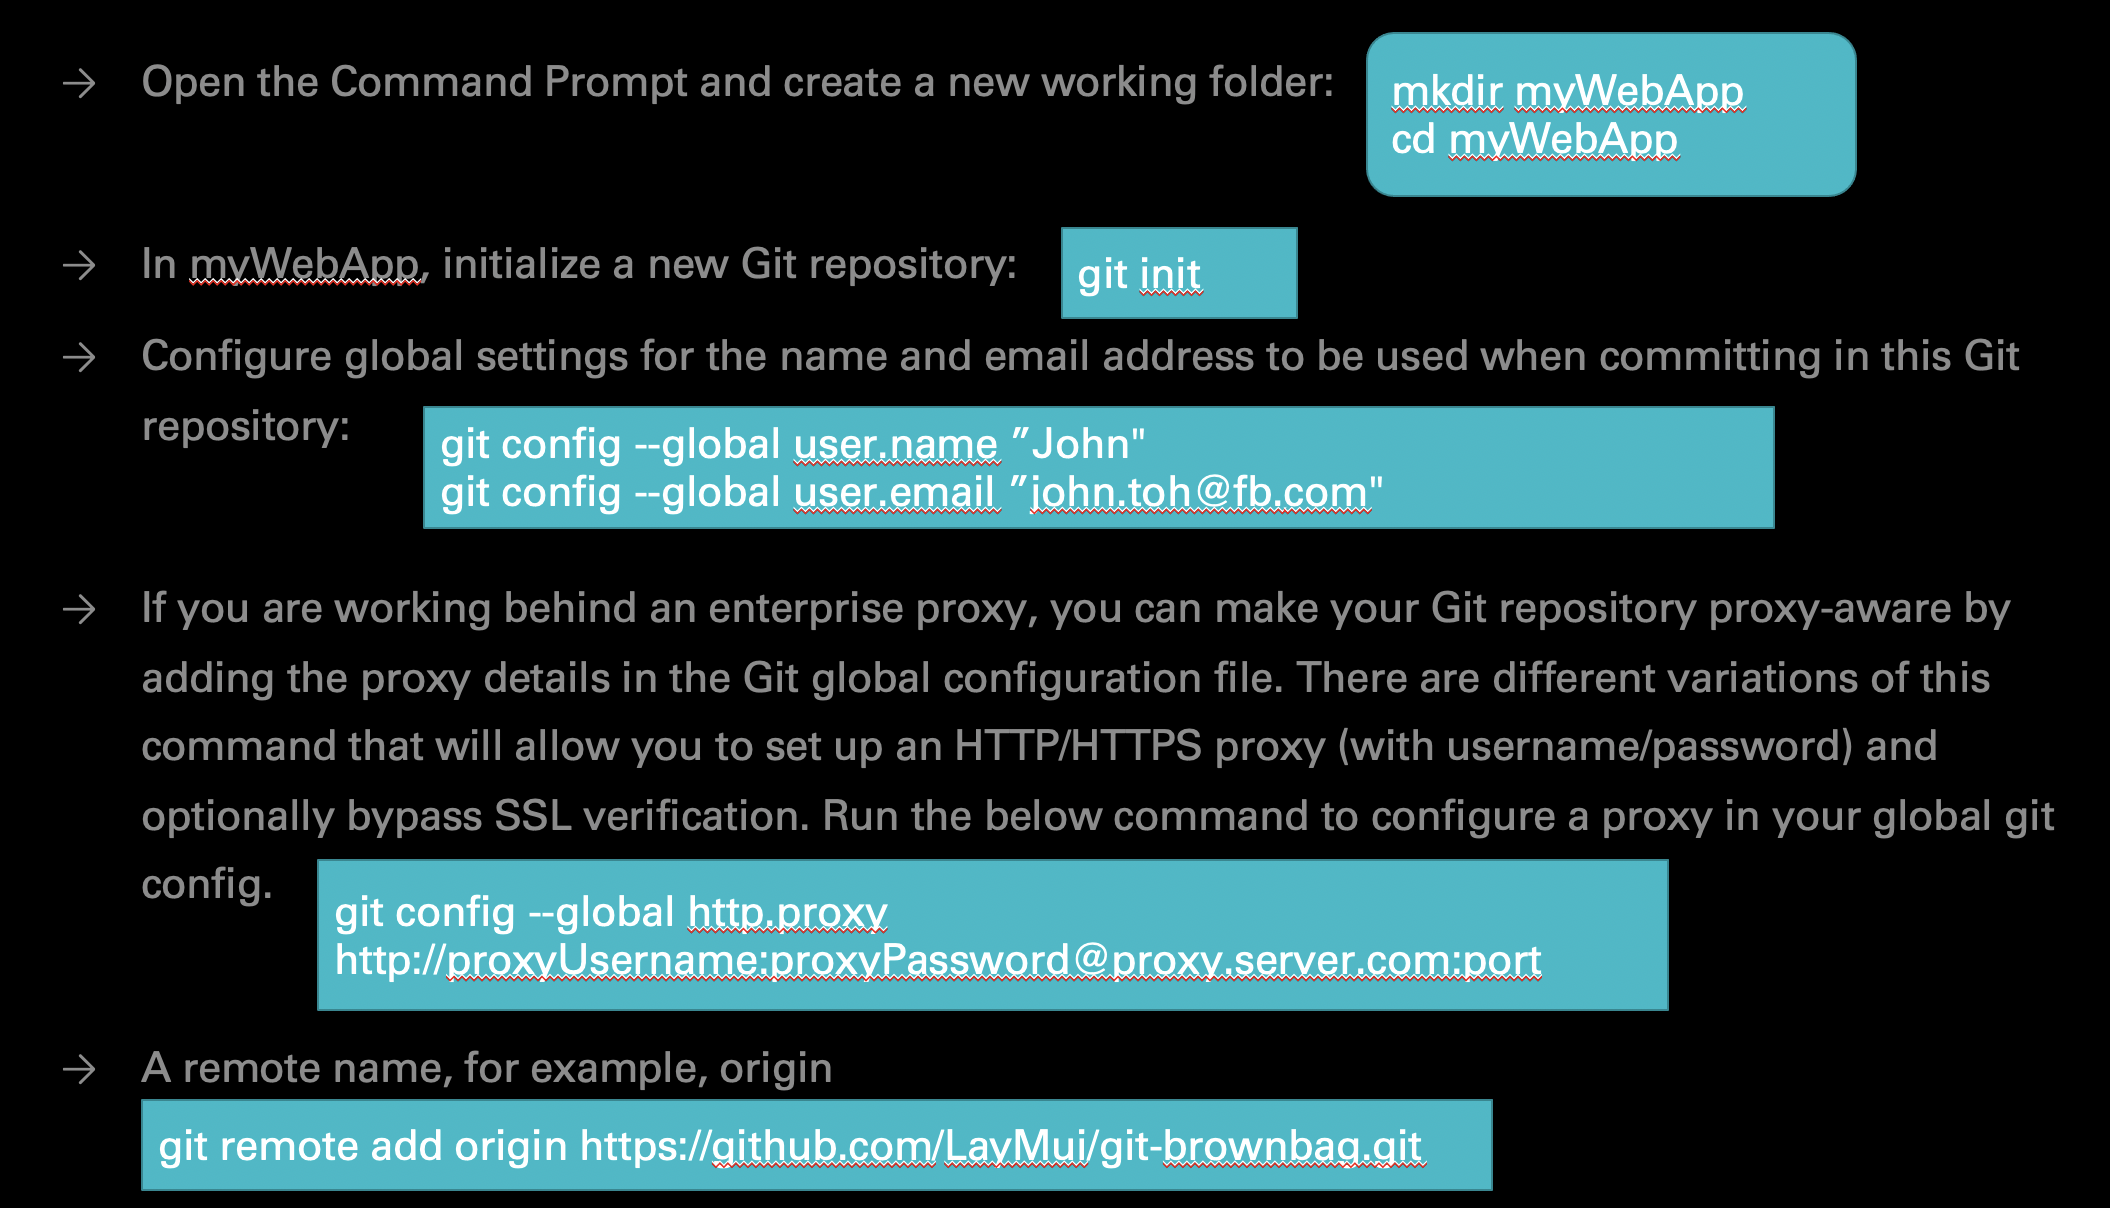 → Open the Command Prompt and create a new working folder:
mkdir myWebApp
cd myWebApp
→ In myWebApp, initialize a new Git repository:
git init
→ Configure global settings for the name and email address to be used when committing in this Git
repository:
git config --global user.name ”John"
git config --global user.email ”john.toh@fb.com"
→ If you are working behind an enterprise proxy, you can make your Git repository proxy-aware by
adding the proxy details in the Git global configuration file. There are different variations of this
command that will allow you to set up an HTTP/HTTPS proxy (with username/password) and
optionally bypass SSL verification. Run the below command to configure a proxy in your global git
config.
git config --global http.proxy
http://proxyUsername:proxyPassword@proxy.server.com:port
→ A remote name, for example, origin
git remote add origin https://github.com/LayMui/git-brownbag.git